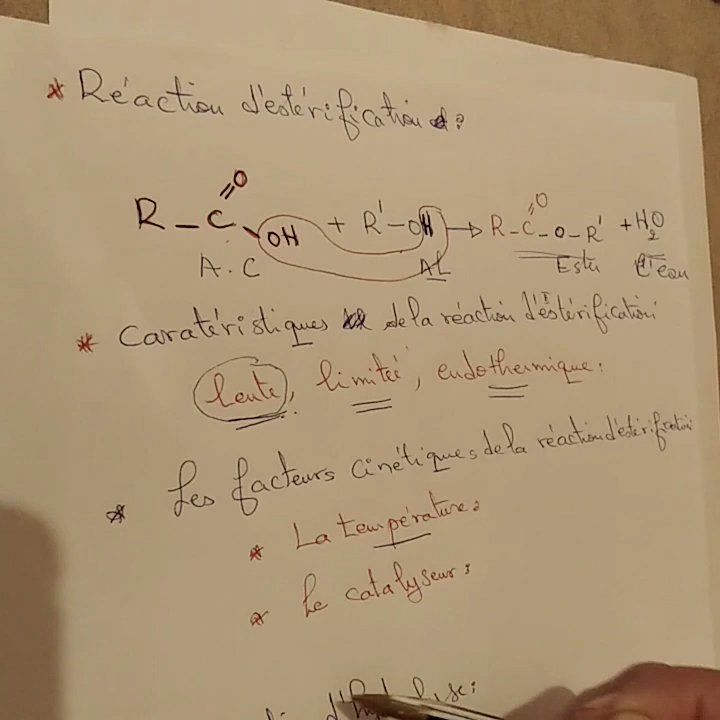 * Réaction d'estérification :
O
R - C - OH + R' - OH → R - C - O - R' + H2O
A.C AL Ester l'eau
* Caratéristiques de la réaction d'éstérification
lente, limitée, endothermique :
* Les facteurs cinétiques de la réaction d'estérification
* La température :
* Le catalyseur :